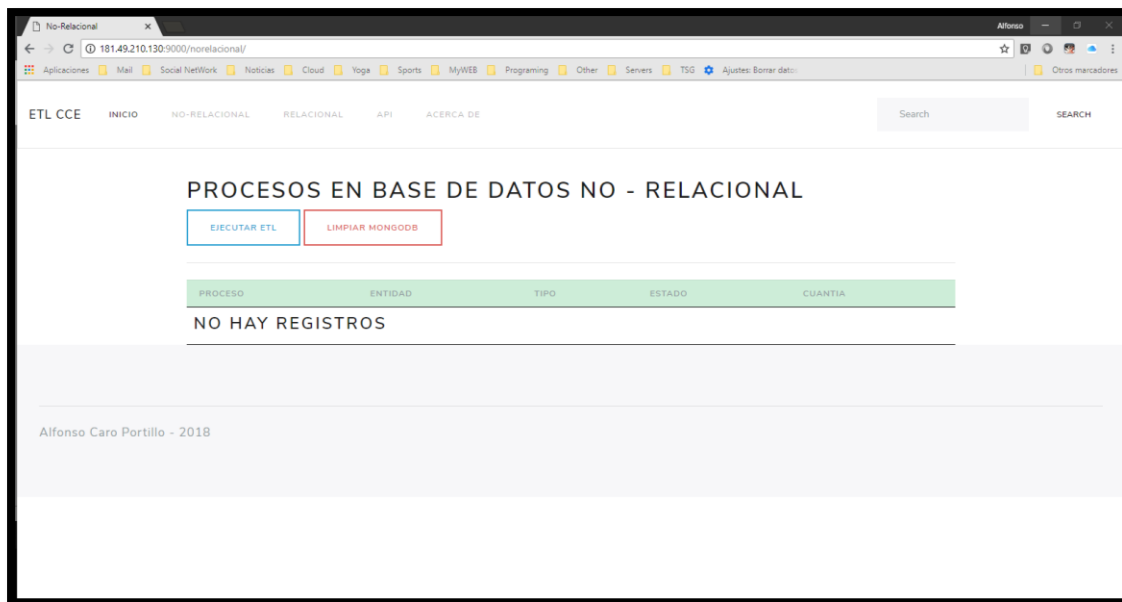 No-Relacional
Alfonso
181.49.210.130:9000/norelacional/
Aplicaciones Mail Social NetWork Noticias Cloud Yoga Sports MyWEB Programing Other Servers TSG Ajustes: Borrar datos Otros marcadores
ETL CCE INICIO NO-RELACIONAL RELACIONAL API ACERCA DE Search SEARCH
PROCESOS EN BASE DE DATOS NO - RELACIONAL
EJECUTAR ETL LIMPIAR MONGODB
PROCESO ENTIDAD TIPO ESTADO CUANTIA
NO HAY REGISTROS
Alfonso Caro Portillo - 2018